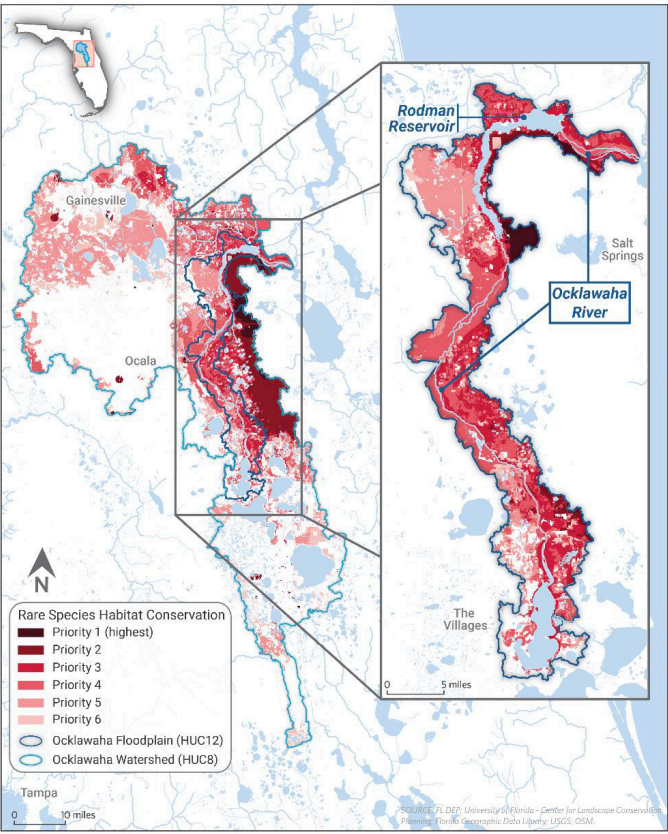 Rodman
Reservoir
Gainesville
Salt
Springs
Ocklawaha
River
Ocala
N
The
Villages
Rare Species Habitat Conservation
Priority 1 (highest)
Priority 2
Priority 3
Priority 4
Priority 5
Priority 6
Ocklawaha Floodplain (HUC12)
Ocklawaha Watershed (HUC8)
0 5 miles
Tampa
0 10 miles
SOURCE: FL DEP; University of Florida - Center for Landscape Conservation
Planning; Florida Geographic Data Library; USGS; OSM.